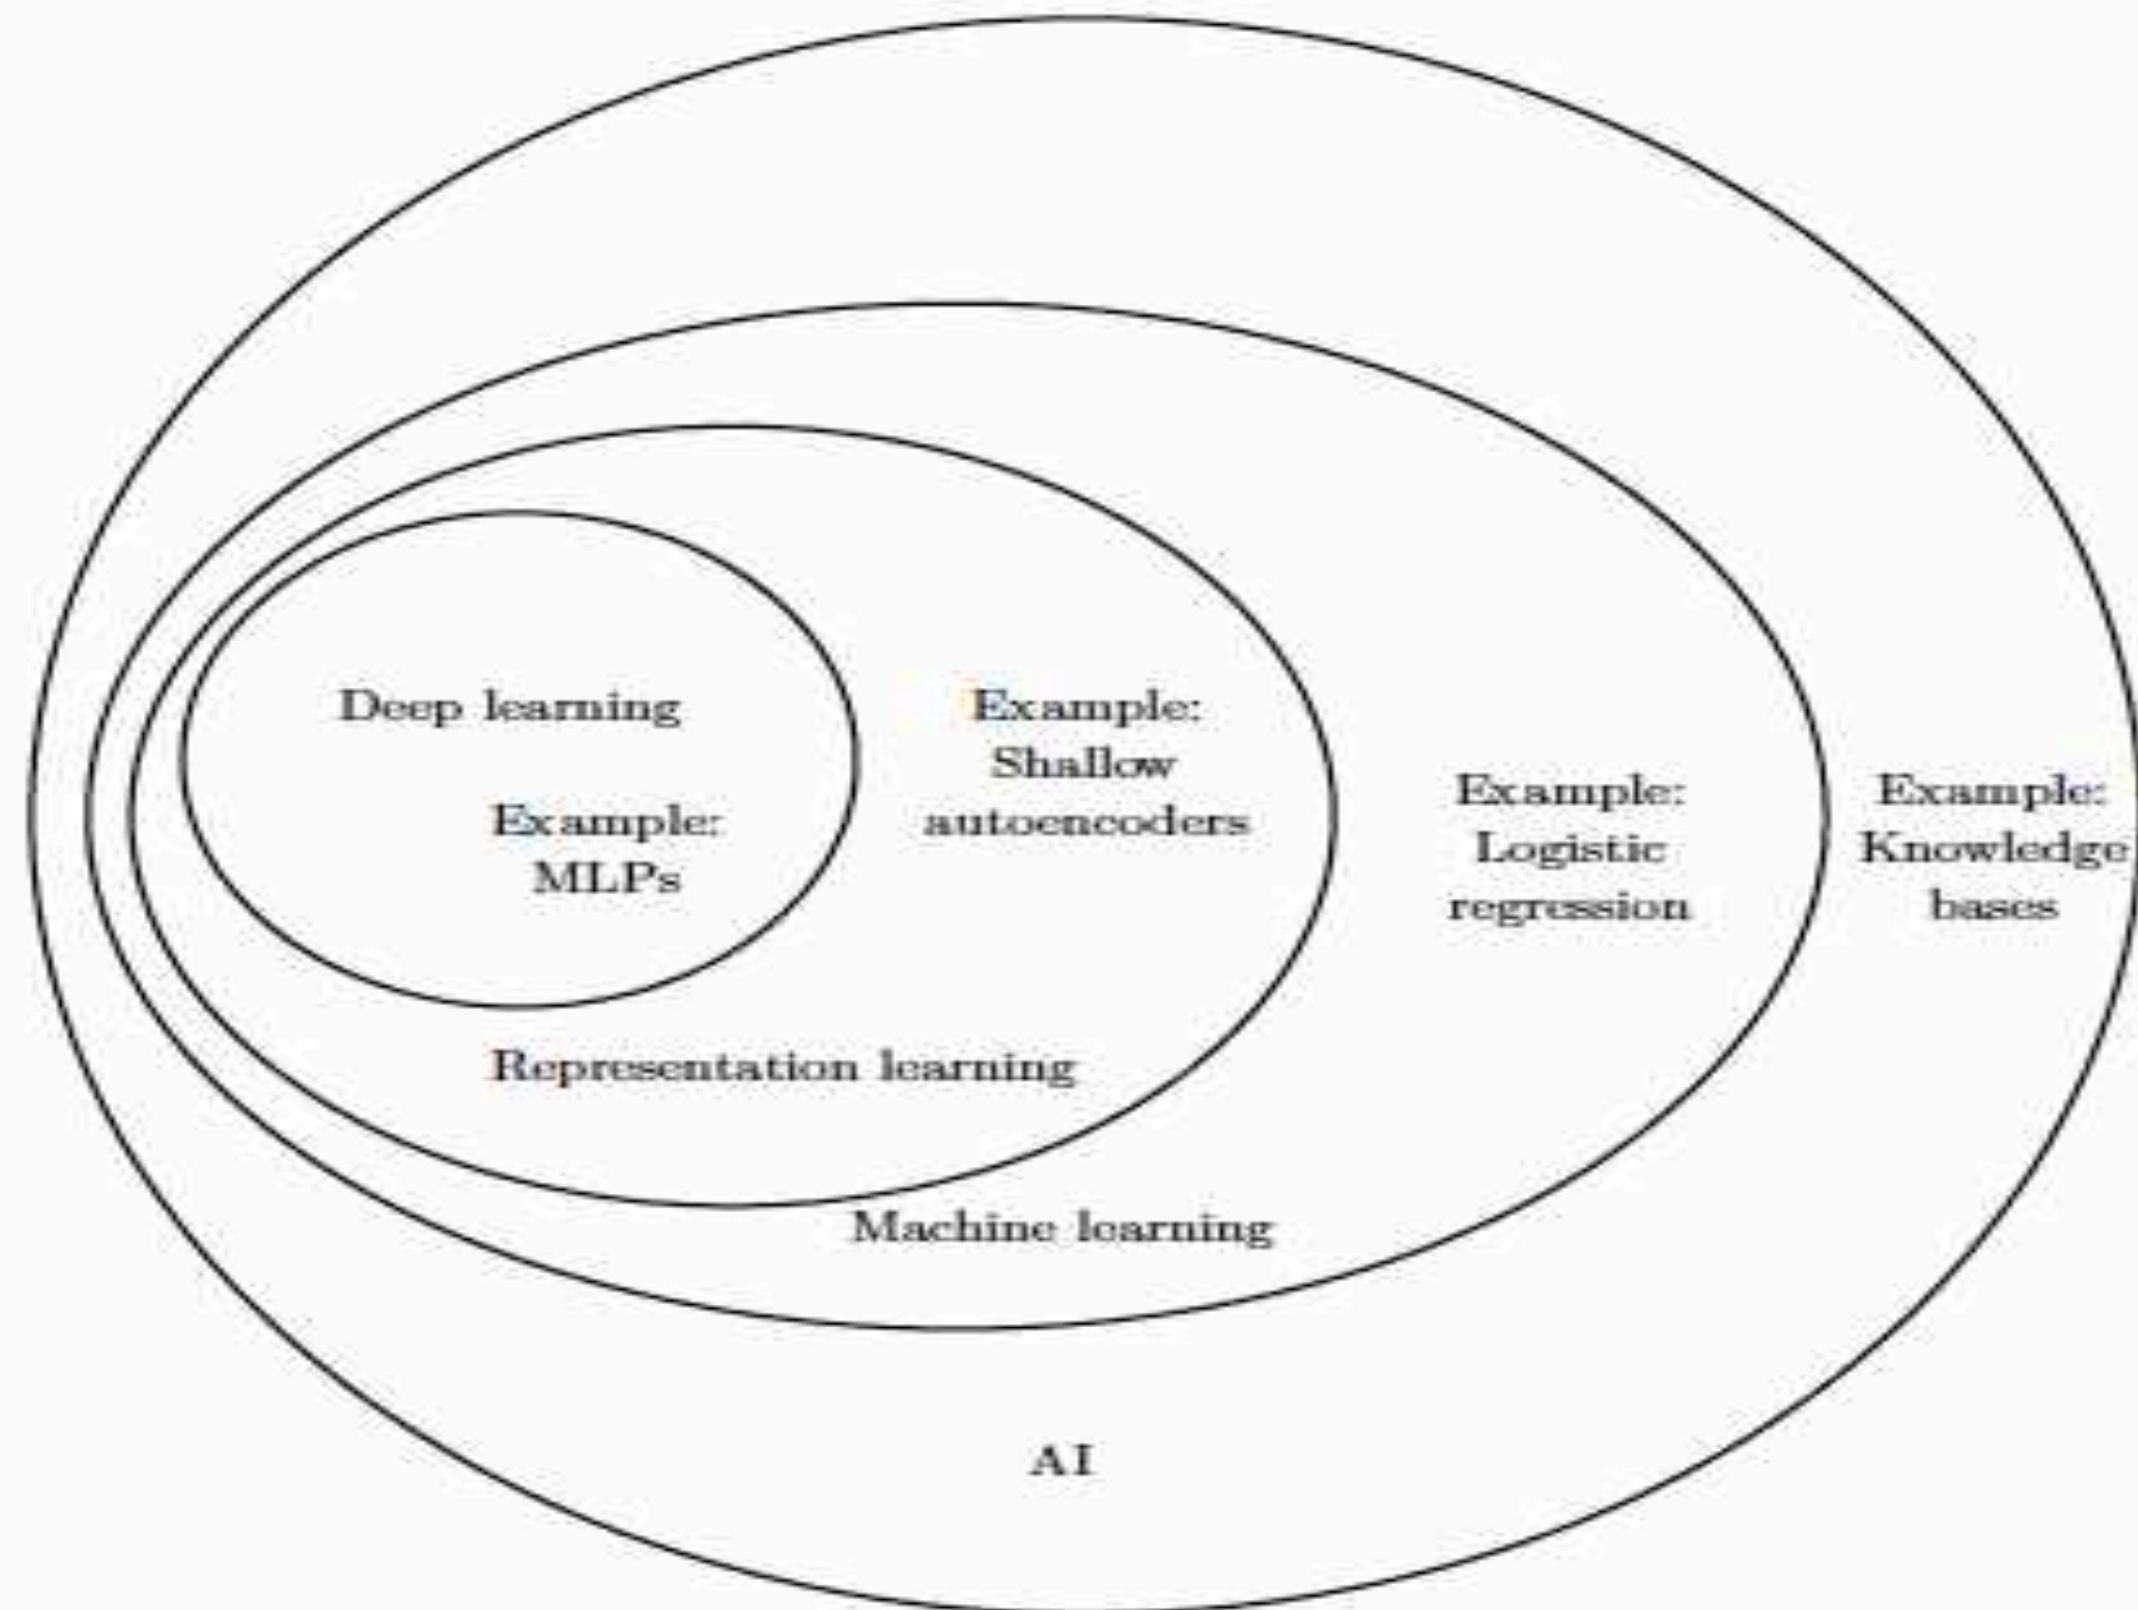 Deep learning
Example:
MLPs
Example:
Shallow
autoencoders
Example:
Logistic
regression
Example:
Knowledge
bases
Representation learning
Machine learning
AI